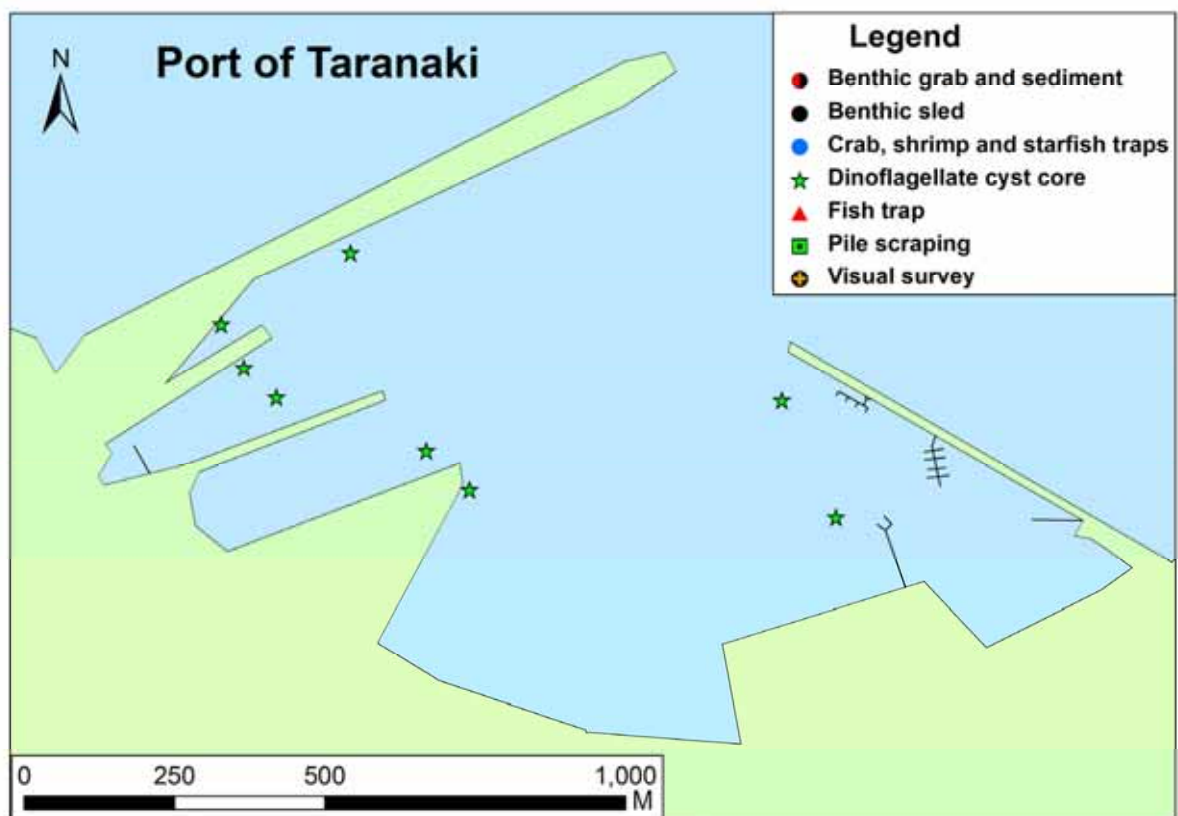 N
Port of Taranaki
Legend
Benthic grab and sediment
Benthic sled
Crab, shrimp and starfish traps
Dinoflagellate cyst core
Fish trap
Pile scraping
Visual survey
0 250 500 1,000
M